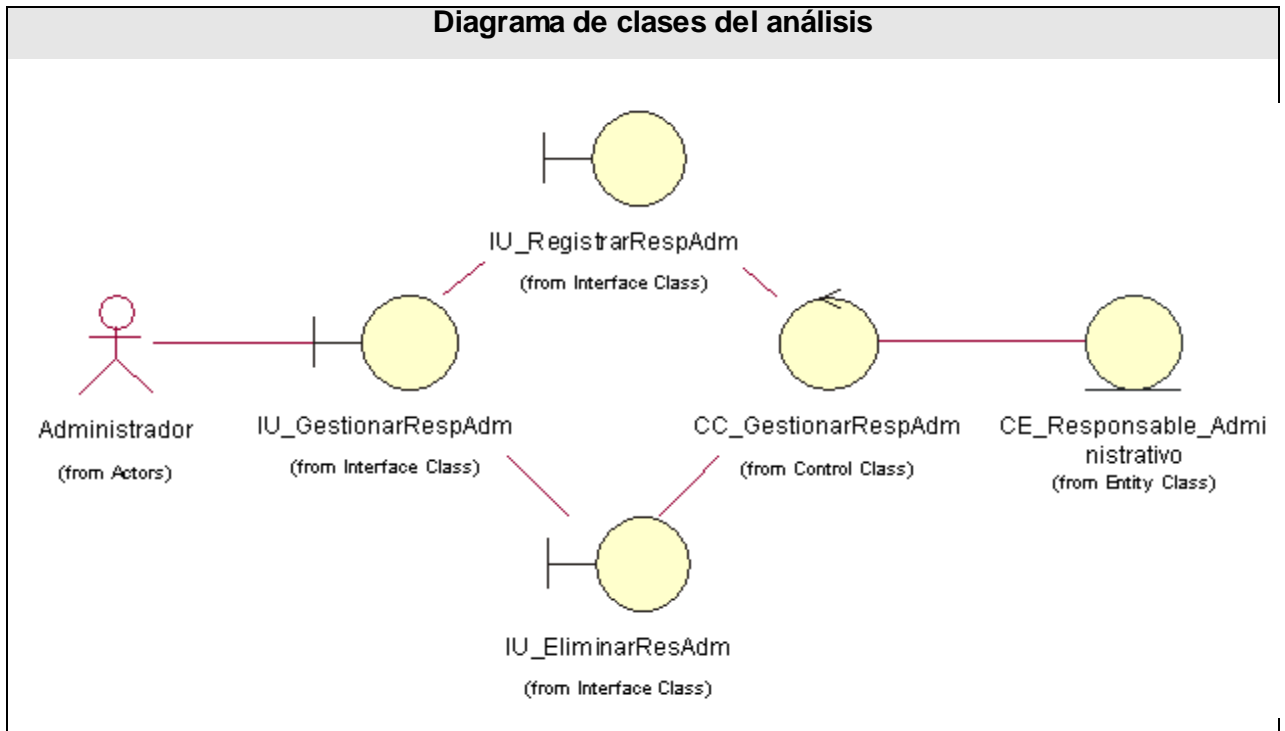 Diagrama de clases del análisis
IU_RegistrarRespAdm
(from Interface Class)
Administrador
(from Actors)
IU_GestionarRespAdm
(from Interface Class)
CC_GestionarRespAdm
(from Control Class)
CE_Responsable_Admi
nistrativo
(from Entity Class)
IU_EliminarResAdm
(from Interface Class)